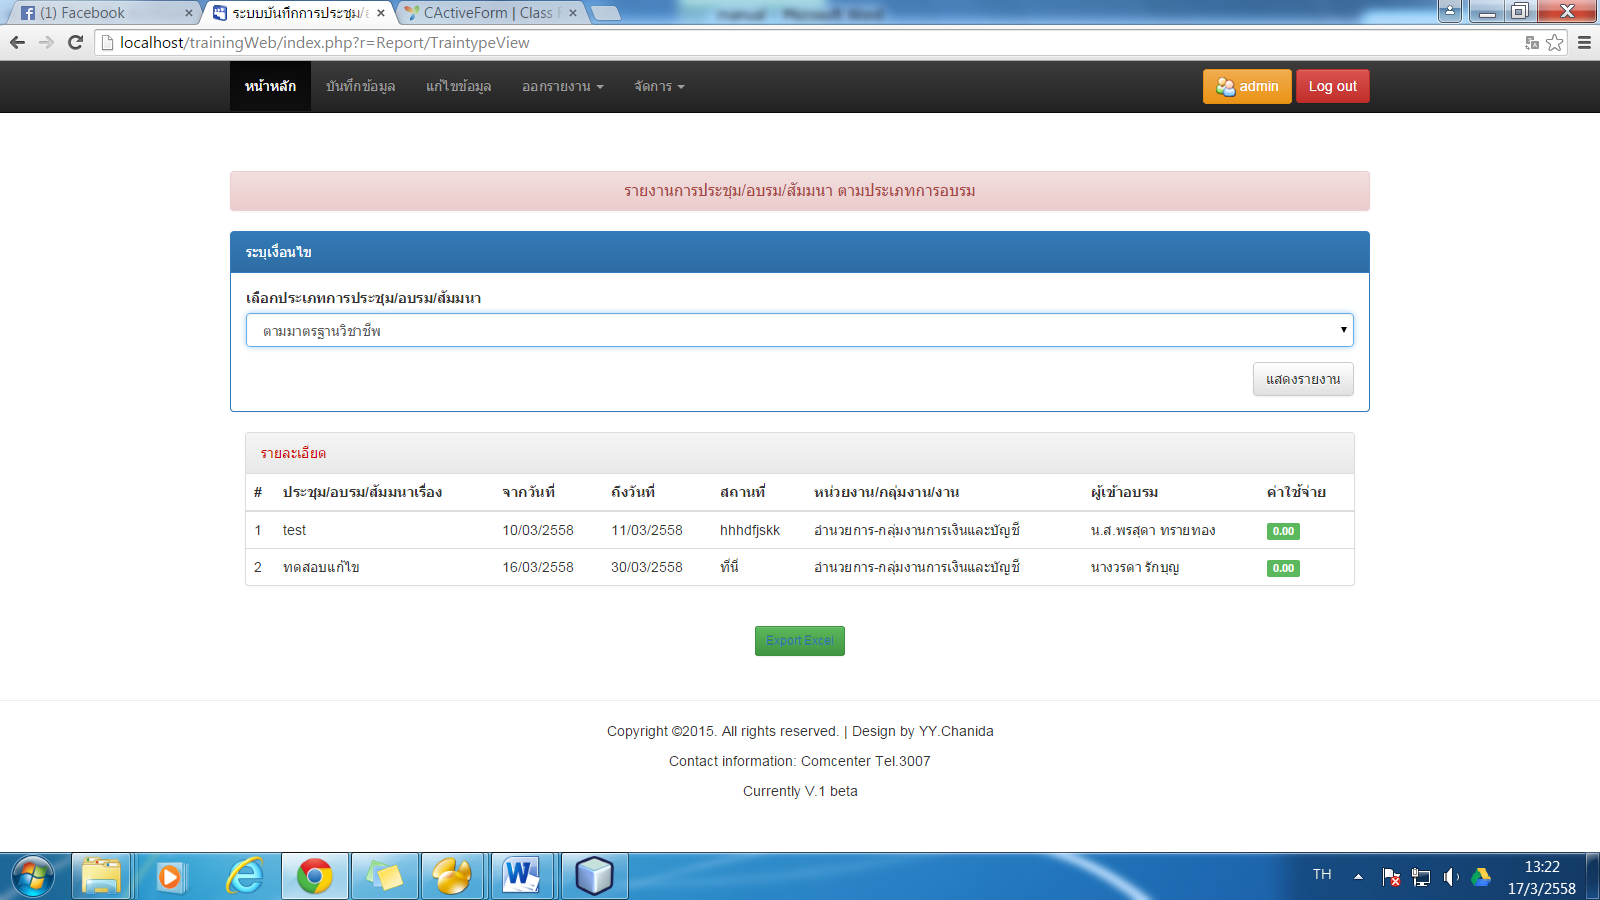 manual - Microsoft Word
(1) Facebook
ระบบบันทึกการประชุม/อ
CActiveForm | Class R
localhost/trainingWeb/index.php?r=Report/TraintypeView
หน้าหลัก บันทึกข้อมูล แก้ไขข้อมูล ออกรายงาน จัดการ admin Log out
รายงานการประชุม/อบรม/สัมมนา ตามประเภทการอบรม
ระบุเงื่อนไข
เลือกประเภทการประชุม/อบรม/สัมมนา
ตามมาตรฐานวิชาชีพ
แสดงรายงาน
รายละเอียด
# ประชุม/อบรม/สัมมนาเรื่อง จากวันที่ ถึงวันที่ สถานที่ หน่วยงาน/กลุ่มงาน/งาน ผู้เข้าอบรม ค่าใช้จ่าย
1 test 10/03/2558 11/03/2558 hhhdfjskk อำนวยการ-กลุ่มงานการเงินและบัญชี น.ส.พรสุดา ทรายทอง 0.00
2 ทดสอบแก้ไข 16/03/2558 30/03/2558 ที่นี่ อำนวยการ-กลุ่มงานการเงินและบัญชี นางวรดา รักบุญ 0.00
Export Excel
Copyright ©2015. All rights reserved. | Design by YY.Chanida
Contact information: Comcenter Tel.3007
Currently V.1 beta
TH
13:22
17/3/2558